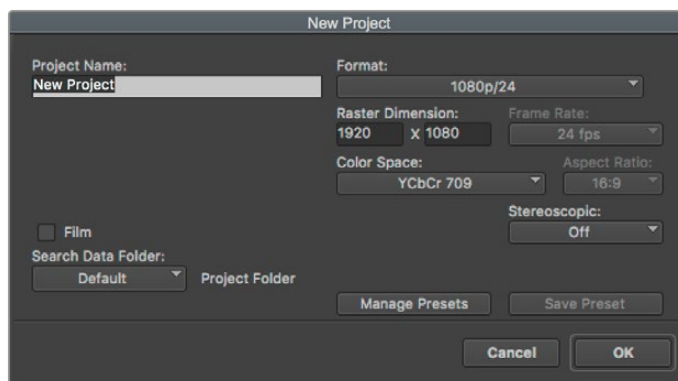 New Project
Project Name:
New Project
Format:
1080p/24
Raster Dimension:
1920 x 1080
Frame Rate:
24 fps
Color Space:
YCbCr 709
Aspect Ratio:
16:9
Stereoscopic:
Off
Film
Search Data Folder:
Default
Project Folder
Manage Presets
Save Preset
Cancel
OK